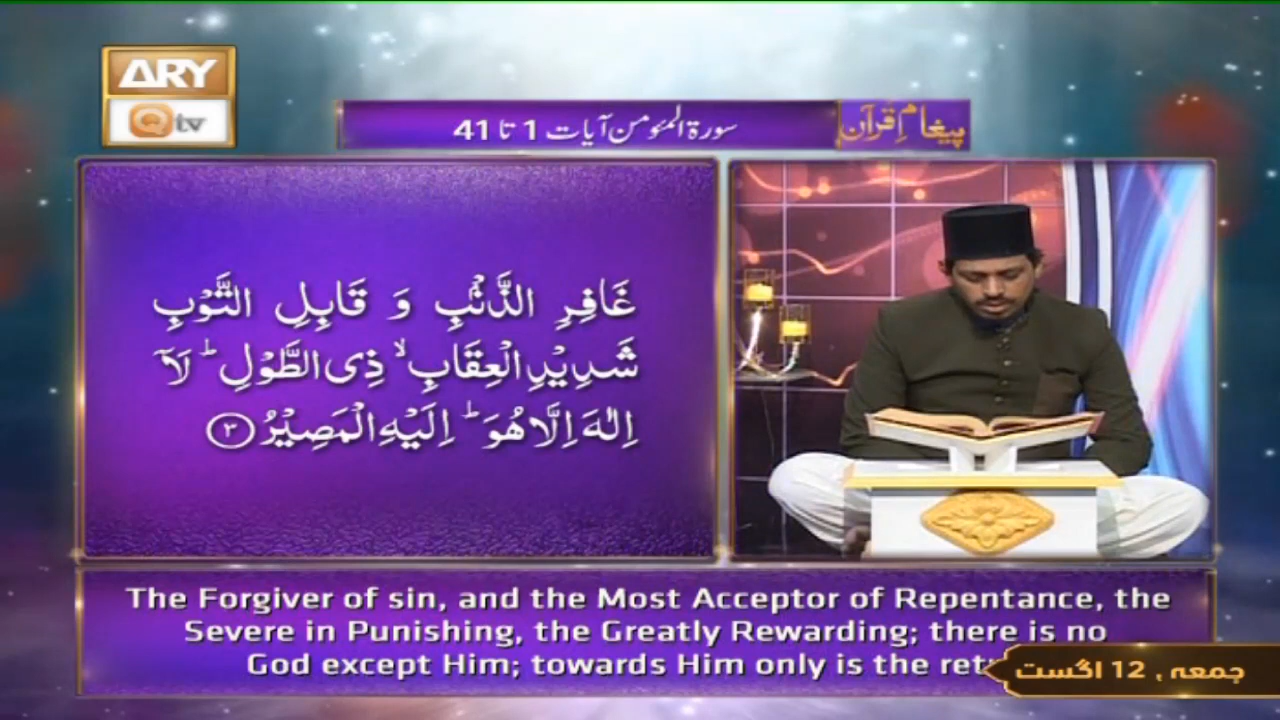 ARY
Qtv
پیغامِ قرآن
سورۃ المئومن آیات 1 تا 41
غَافِرِ الذَّنْۢبِ وَ قَابِلِ التَّوْبِ
شَدِیْدِ الْعِقَابِ ۙ ذِی الطَّوْلِ ؕ لَاۤ
اِلٰهَ اِلَّا هُوَ ؕ اِلَیْهِ الْمَصِیْرُ ۝۳
The Forgiver of sin, and the Most Acceptor of Repentance, the
Severe in Punishing, the Greatly Rewarding; there is no
God except Him; towards Him only is the retu
جمعہ , 12 اگست